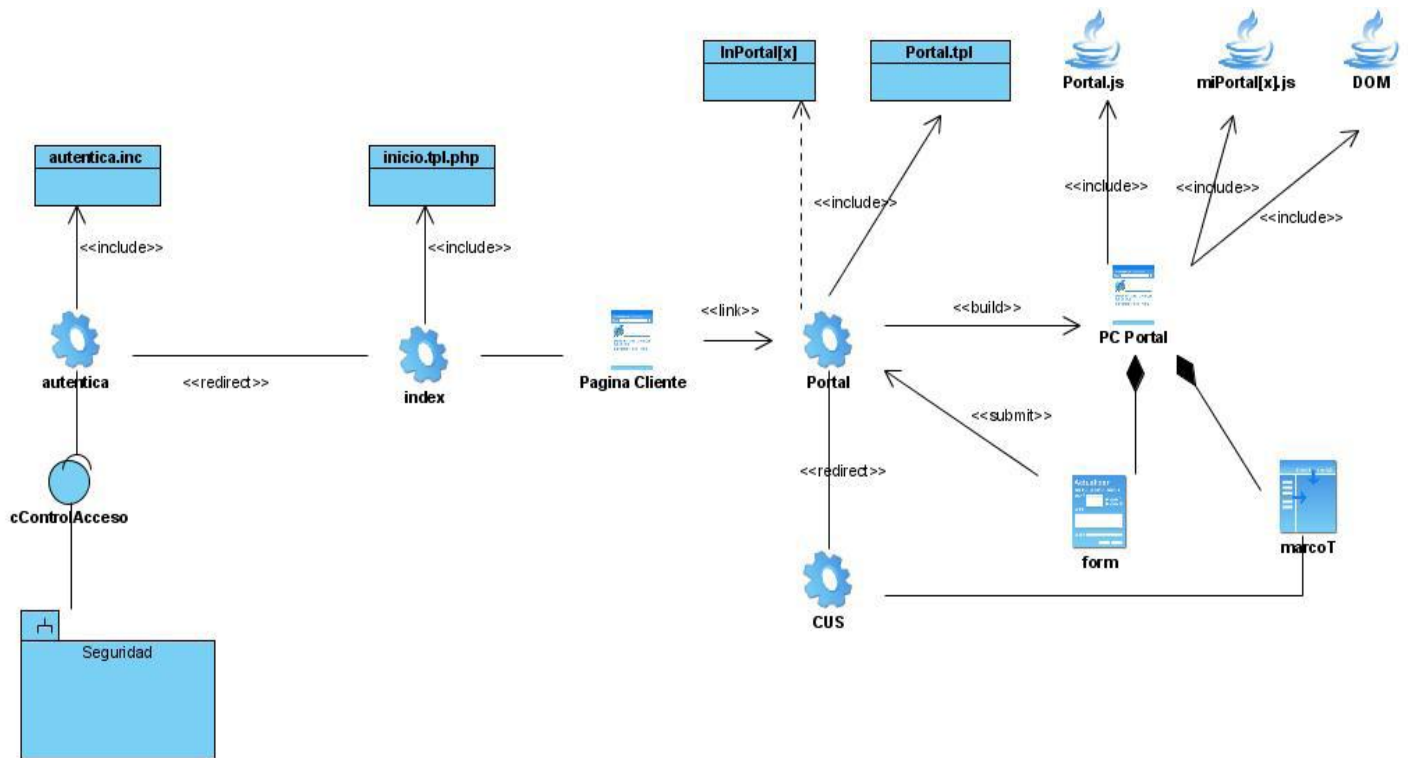 InPortal[x]
Portal.tpl
Portal.js
miPortal[x].js
DOM
autentica.inc
inicio.tpl.php
<<include>>
<<include>>
<<include>>
<<include>>
<<include>>
<<include>>
<<link>>
<<build>>
PC Portal
autentica
<<redirect>>
index
Pagina Cliente
Portal
<<submit>>
<<redirect>>
cControlAcceso
Actualizar
form
marcoT
CUS
Seguridad